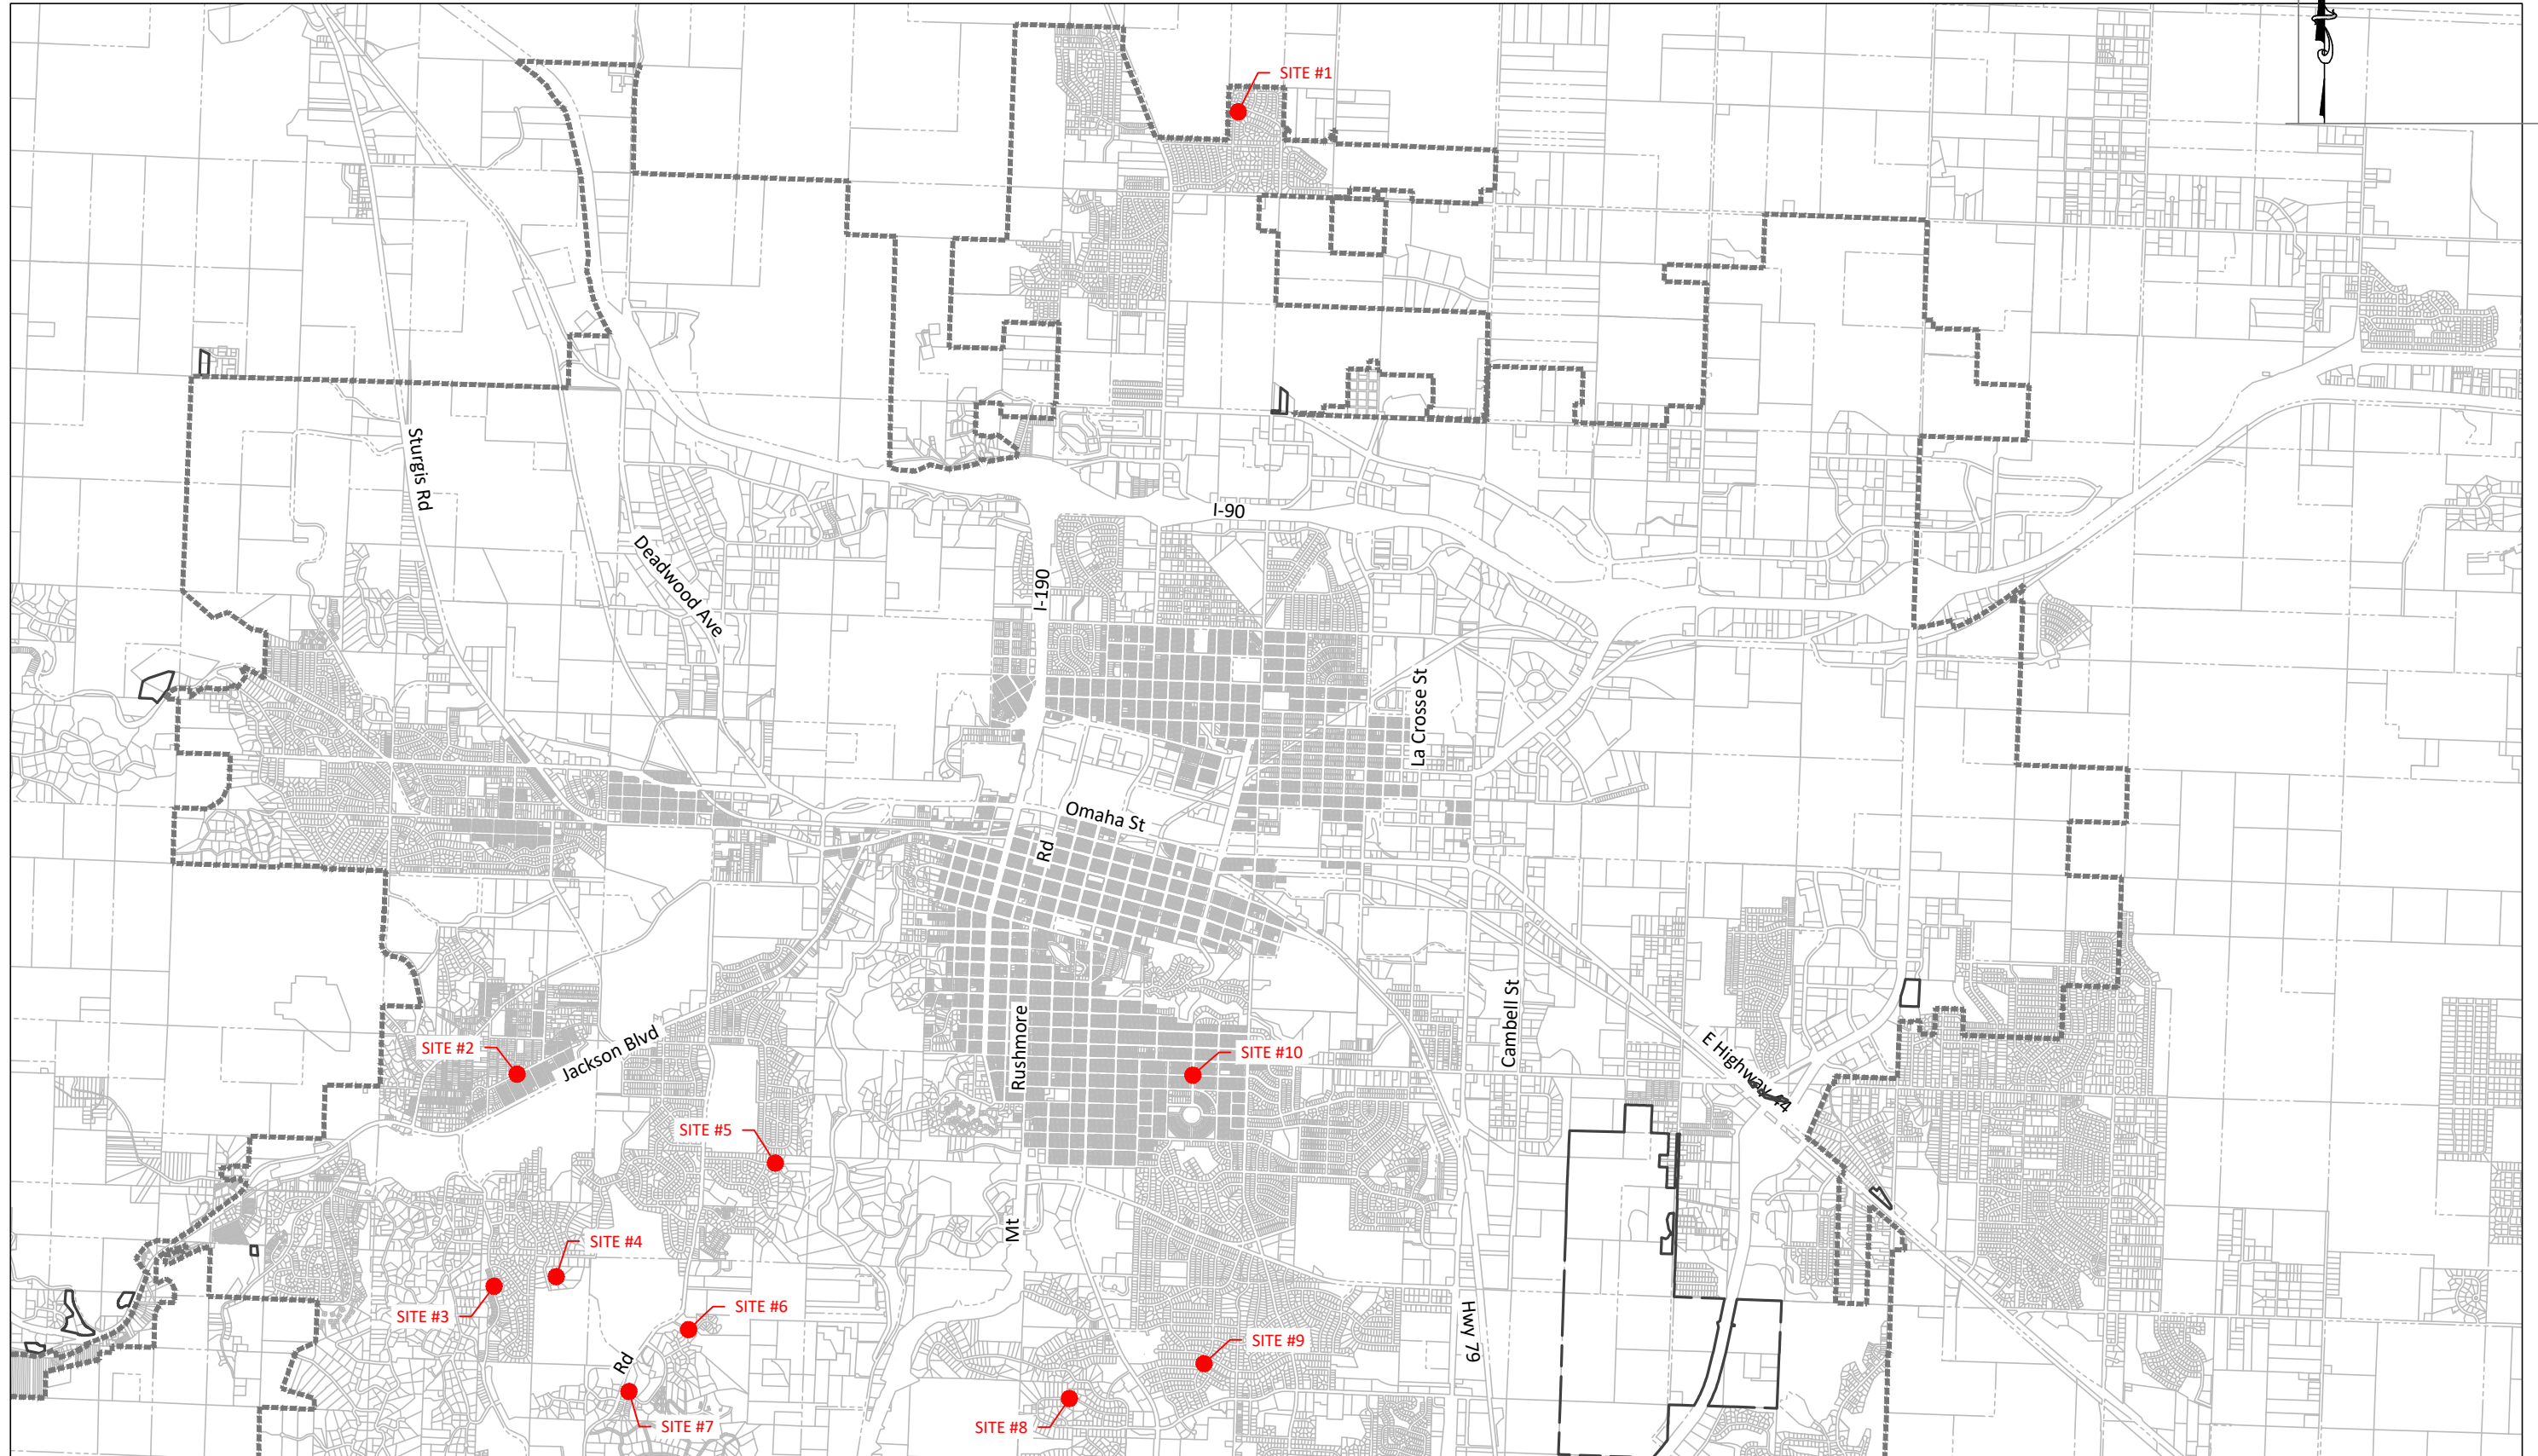 SITE #1
Sturgis Rd
I-90
Deadwood Ave
I-190
La Crosse St
Omaha St
Rd
Cambell St
Rushmore
SITE #2
Jackson Blvd
SITE #10
E Highway 44
SITE #5
Mt
SITE #4
SITE #3
SITE #6
Hwy 79
SITE #9
Rd
SITE #7
SITE #8